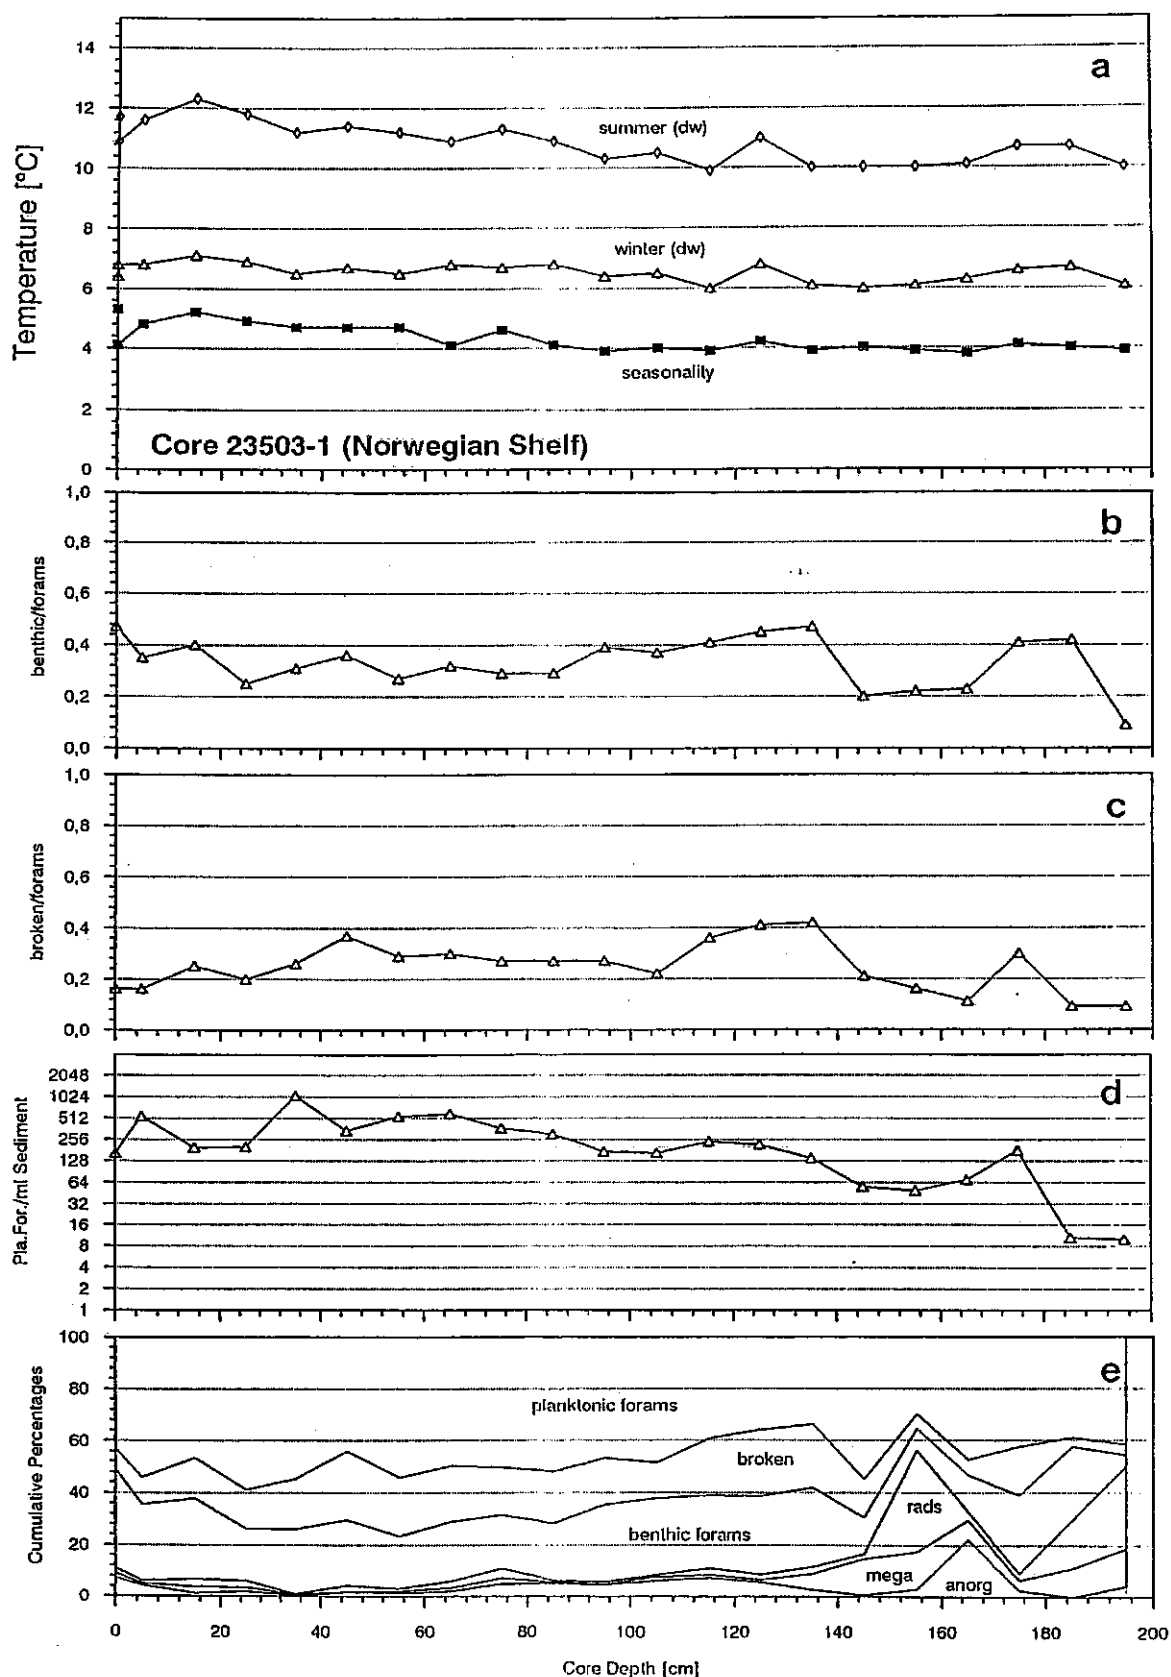 a
14
12
10
8
6
4
2
0
Temperature [°C]
summer (dw)
winter (dw)
seasonality
Core 23503-1 (Norwegian Shelf)
b
1,0
0,8
0,6
0,4
0,2
0,0
benthic/forams
c
1,0
0,8
0,6
0,4
0,2
0,0
broken/forams
d
2048
1024
512
256
128
64
32
16
8
4
2
1
Pla.For./ml Sediment
e
100
80
60
40
20
0
Cumulative Percentages
planktonic forams
broken
benthic forams
rads
mega
anorg
0 20 40 60 80 100 120 140 160 180 200
Core Depth [cm]